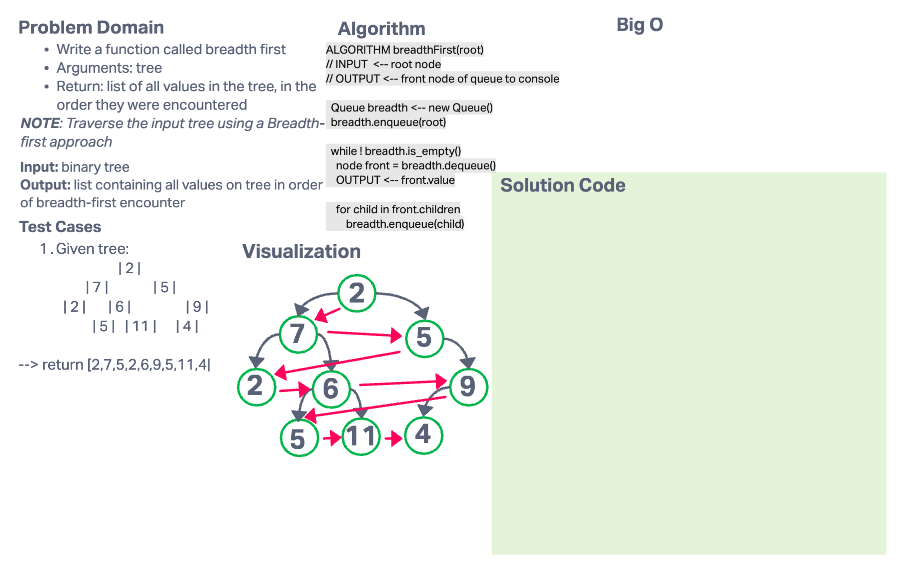 Problem Domain
• Write a function called breadth first
• Arguments: tree
• Return: list of all values in the tree, in the
order they were encountered
NOTE: Traverse the input tree using a Breadth-
first approach
Input: binary tree
Output: list containing all values on tree in order
of breadth-first encounter
Test Cases
1. Given tree:
|2|
|7| |5|
|2| |6| |9|
|5| |11| |4|
--> return [2,7,5,2,6,9,5,11,4|
Algorithm
ALGORITHM breadthFirst(root)
// INPUT <-- root node
// OUTPUT <-- front node of queue to console
Queue breadth <-- new Queue()
breadth.enqueue(root)
while ! breadth.is_empty()
node front = breadth.dequeue()
OUTPUT <-- front.value
for child in front.children
breadth.enqueue(child)
Visualization
2
7 5
2 6 9
5 11 4
Big O
Solution Code